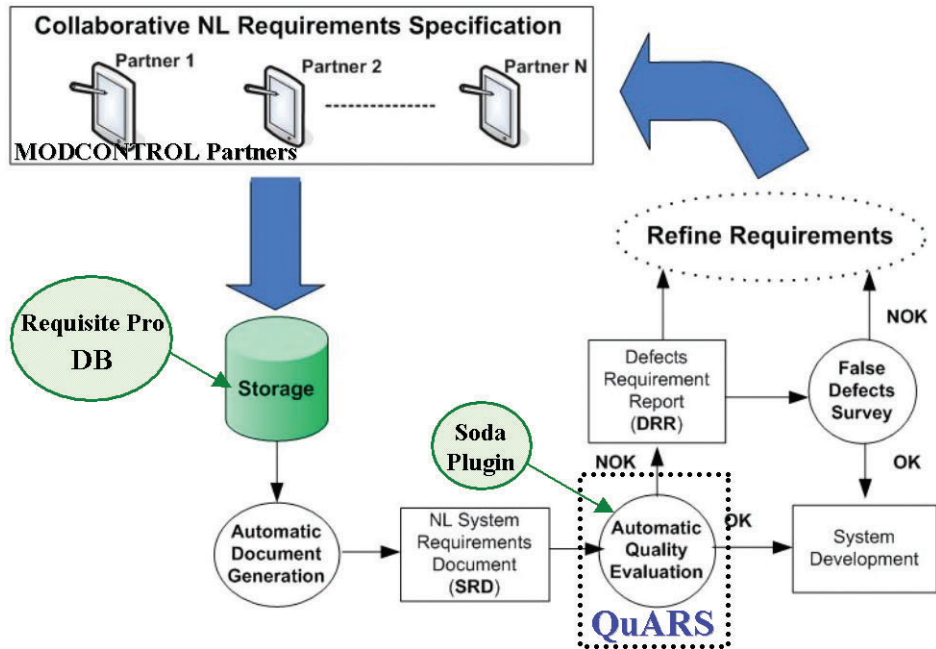 Collaborative NL Requirements Specification
Partner 1
Partner 2
Partner N
MODCONTROL Partners
Refine Requirements
Requisite Pro
DB
Storage
NOK
Defects
Requirement
Report
(DRR)
False
Defects
Survey
Soda
Plugin
NOK
OK
Automatic
Document
Generation
NL System
Requirements
Document
(SRD)
Automatic
Quality
Evaluation
OK
System
Development
QuARS